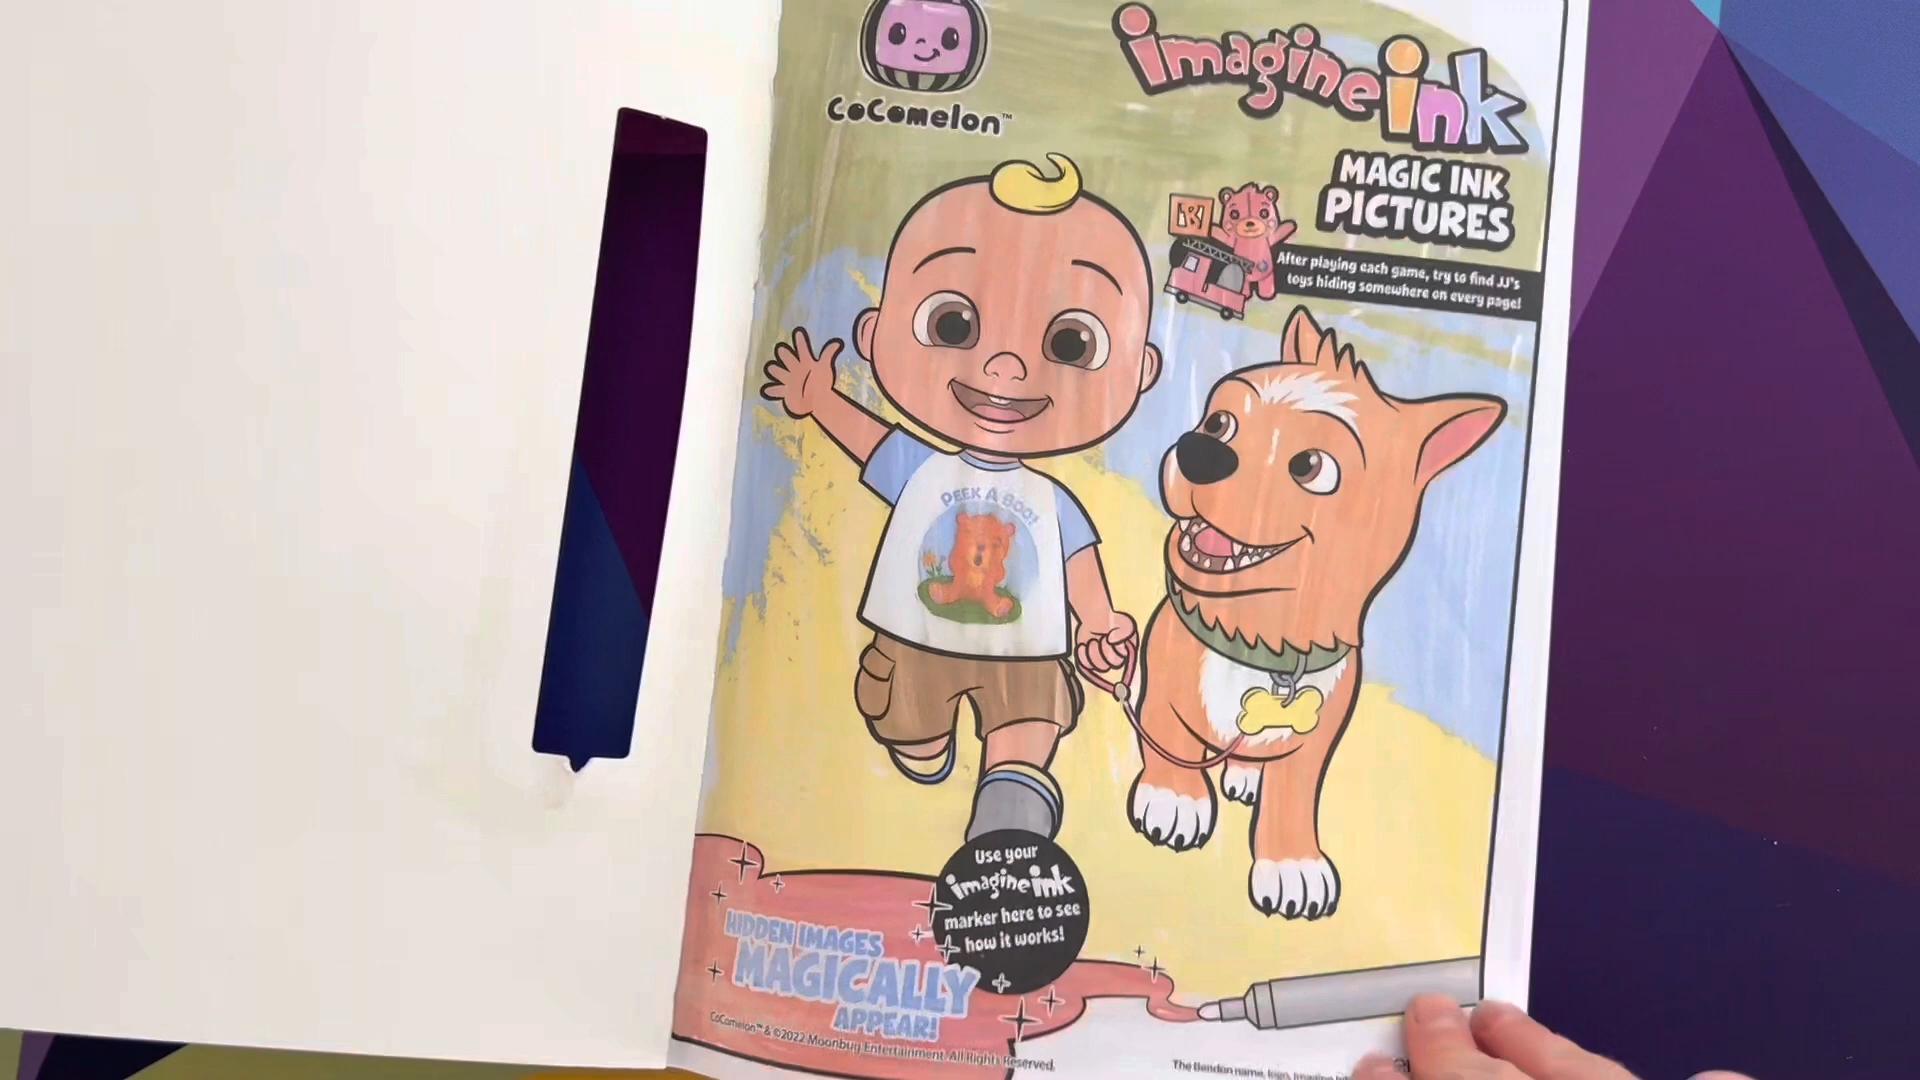 CoComelon™
imagine ink
MAGIC INK
PICTURES
After playing each game, try to find JJ's
toys hiding somewhere on every page!
PEEK A BOO!
Use your
imagine ink
marker here to see
how it works!
HIDDEN IMAGES
MAGICALLY
APPEAR!
CoComelon™ & ©2022 Moonbug Entertainment. All Rights Reserved.
The Bendon name, logo, Imagine